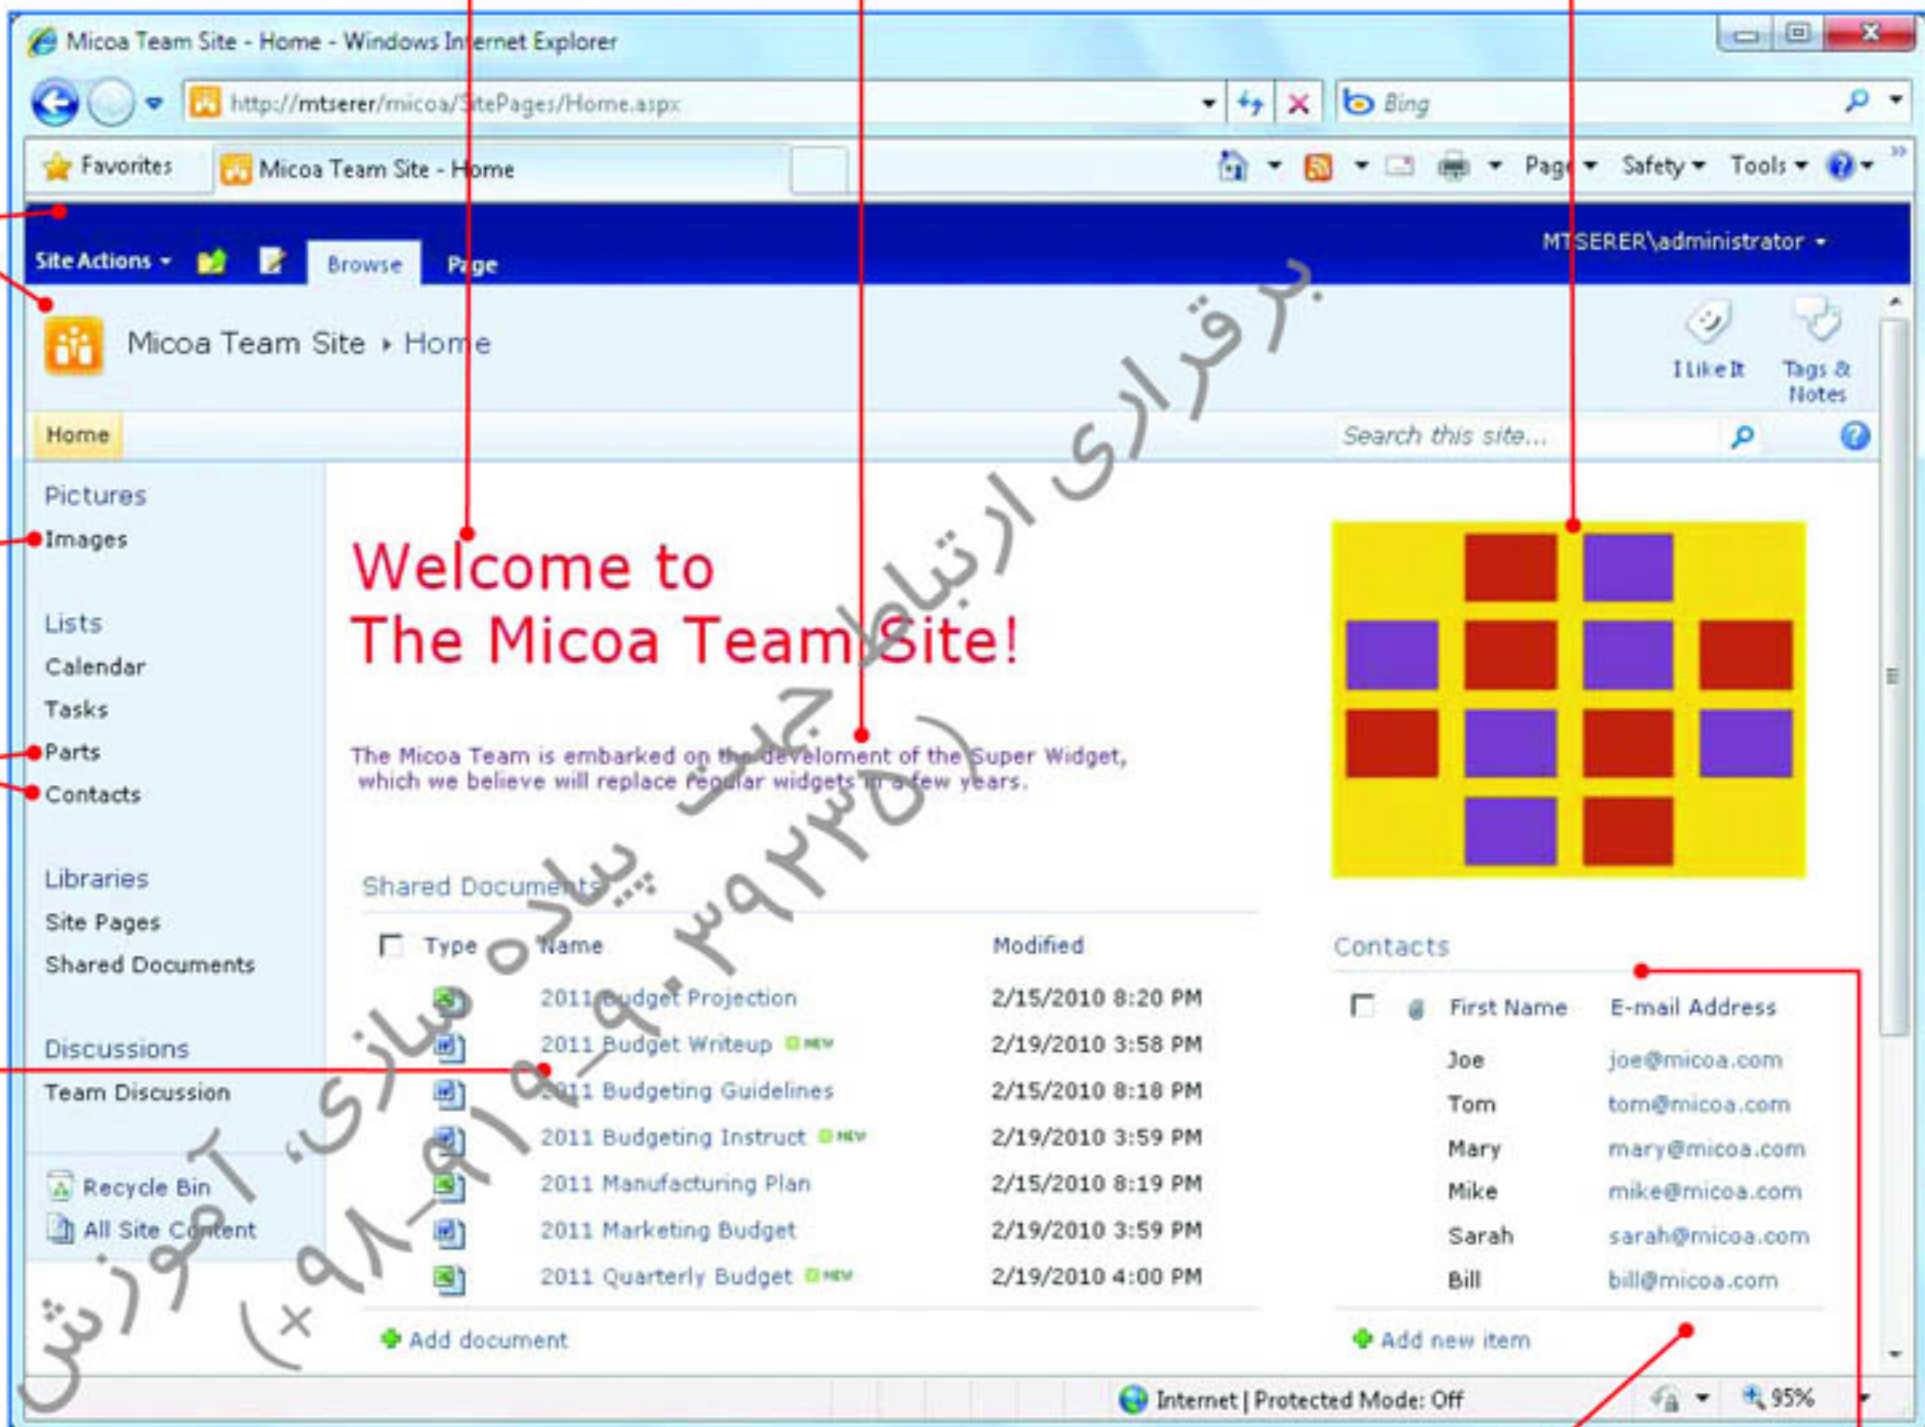 Micoa Team Site - Home - Windows Internet Explorer
http://mtserer/micoa/SitePages/Home.aspx
Bing
Favorites
Micoa Team Site - Home
Page
Safety
Tools
Site Actions
Browse
Page
MTSERER\administrator
Micoa Team Site
Home
I Like It
Tags &
Notes
Home
Search this site...
Pictures
Images
Lists
Calendar
Tasks
Parts
Contacts
Libraries
Site Pages
Shared Documents
Discussions
Team Discussion
Recycle Bin
All Site Content
Welcome to
The Micoa Team Site!
The Micoa Team is embarked on the develoment of the Super Widget,
which we believe will replace regular widgets in a few years.
Shared Documents
Type Name Modified
2011 Budget Projection 2/15/2010 8:20 PM
2011 Budget Writeup NEW 2/19/2010 3:58 PM
2011 Budgeting Guidelines 2/15/2010 8:18 PM
2011 Budgeting Instruct NEW 2/19/2010 3:59 PM
2011 Manufacturing Plan 2/15/2010 8:19 PM
2011 Marketing Budget 2/19/2010 3:59 PM
2011 Quarterly Budget NEW 2/19/2010 4:00 PM
Add document
Contacts
First Name E-mail Address
Joe joe@micoa.com
Tom tom@micoa.com
Mary mary@micoa.com
Mike mike@micoa.com
Sarah sarah@micoa.com
Bill bill@micoa.com
Add new item
Internet | Protected Mode: Off
95%
برقراری ارتباط جهت پیاده سازی، آموزش
(+۹۸-۹۱۹-۹۰۳۹۲۳۵)